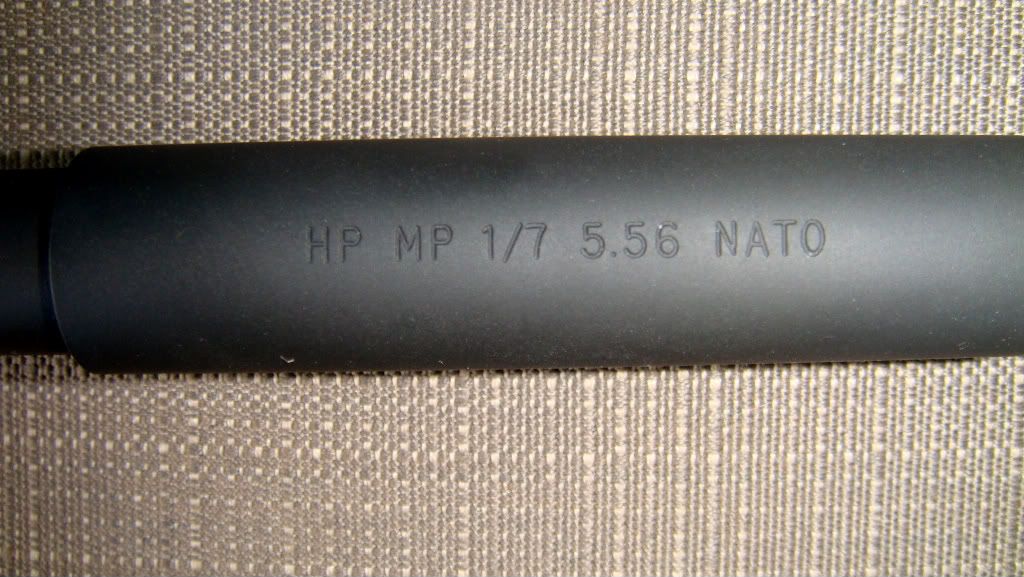 HP MP 1/7 5.56 NATO